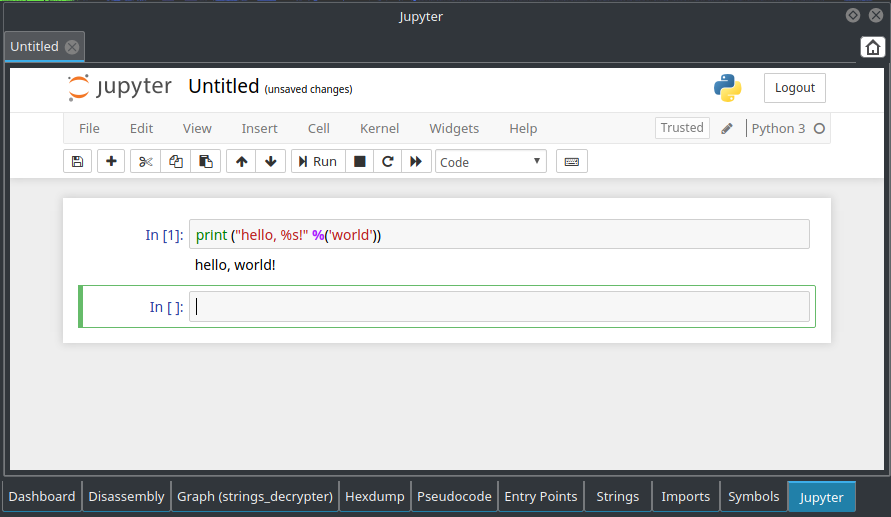 Jupyter
Untitled
jupyter Untitled (unsaved changes) Logout
File Edit View Insert Cell Kernel Widgets Help Trusted Python 3
Run Code
In [1]: print ("hello, %s!" %('world'))
hello, world!
In [ ]:
Dashboard Disassembly Graph (strings_decrypter) Hexdump Pseudocode Entry Points Strings Imports Symbols Jupyter